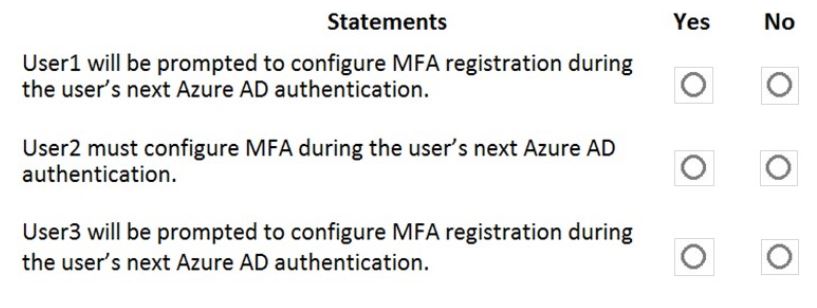 Statements Yes No
User1 will be prompted to configure MFA registration during
the user's next Azure AD authentication.
User2 must configure MFA during the user's next Azure AD
authentication.
User3 will be prompted to configure MFA registration during
the user's next Azure AD authentication.